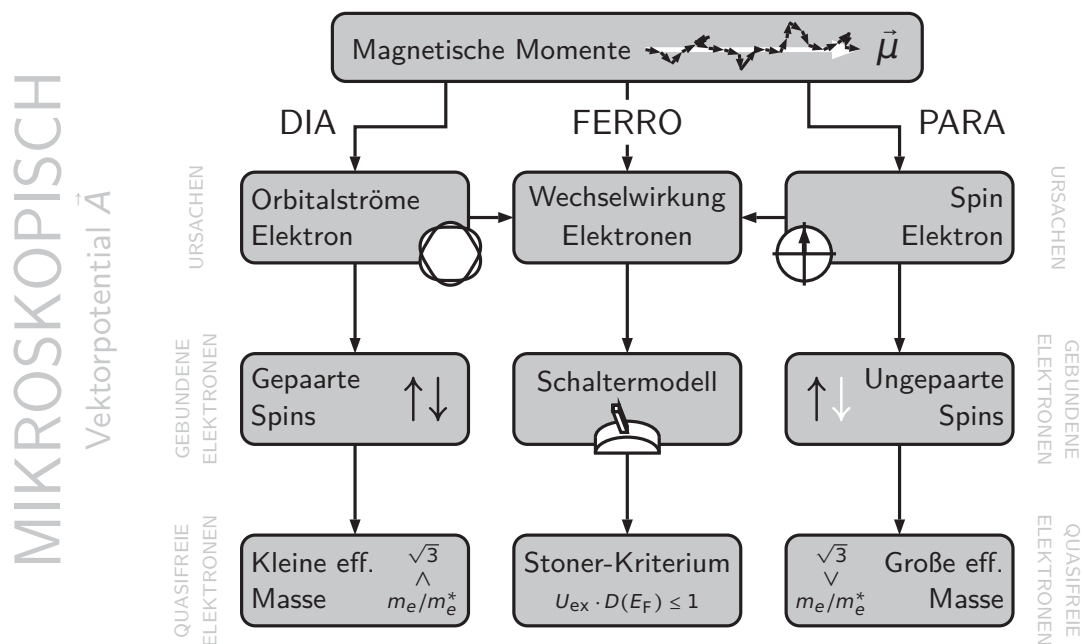 MIKROSKOPISCH
Vektorpotential A⃗
Magnetische Momente μ⃗
DIA
FERRO
PARA
URSACHEN
Orbitalströme
Elektron
Wechselwirkung
Elektronen
Spin
Elektron
URSACHEN
GEBUNDENE
ELEKTRONEN
Gepaarte
Spins
Schaltermodell
Ungepaarte
Spins
GEBUNDENE
ELEKTRONEN
QUASIFREIE
ELEKTRONEN
Kleine eff.
Masse
√3
∧
mₑ/mₑ*
Stoner-Kriterium
U_ex · D(E_F) ≤ 1
√3
∨
mₑ/mₑ*
Große eff.
Masse
QUASIFREIE
ELEKTRONEN